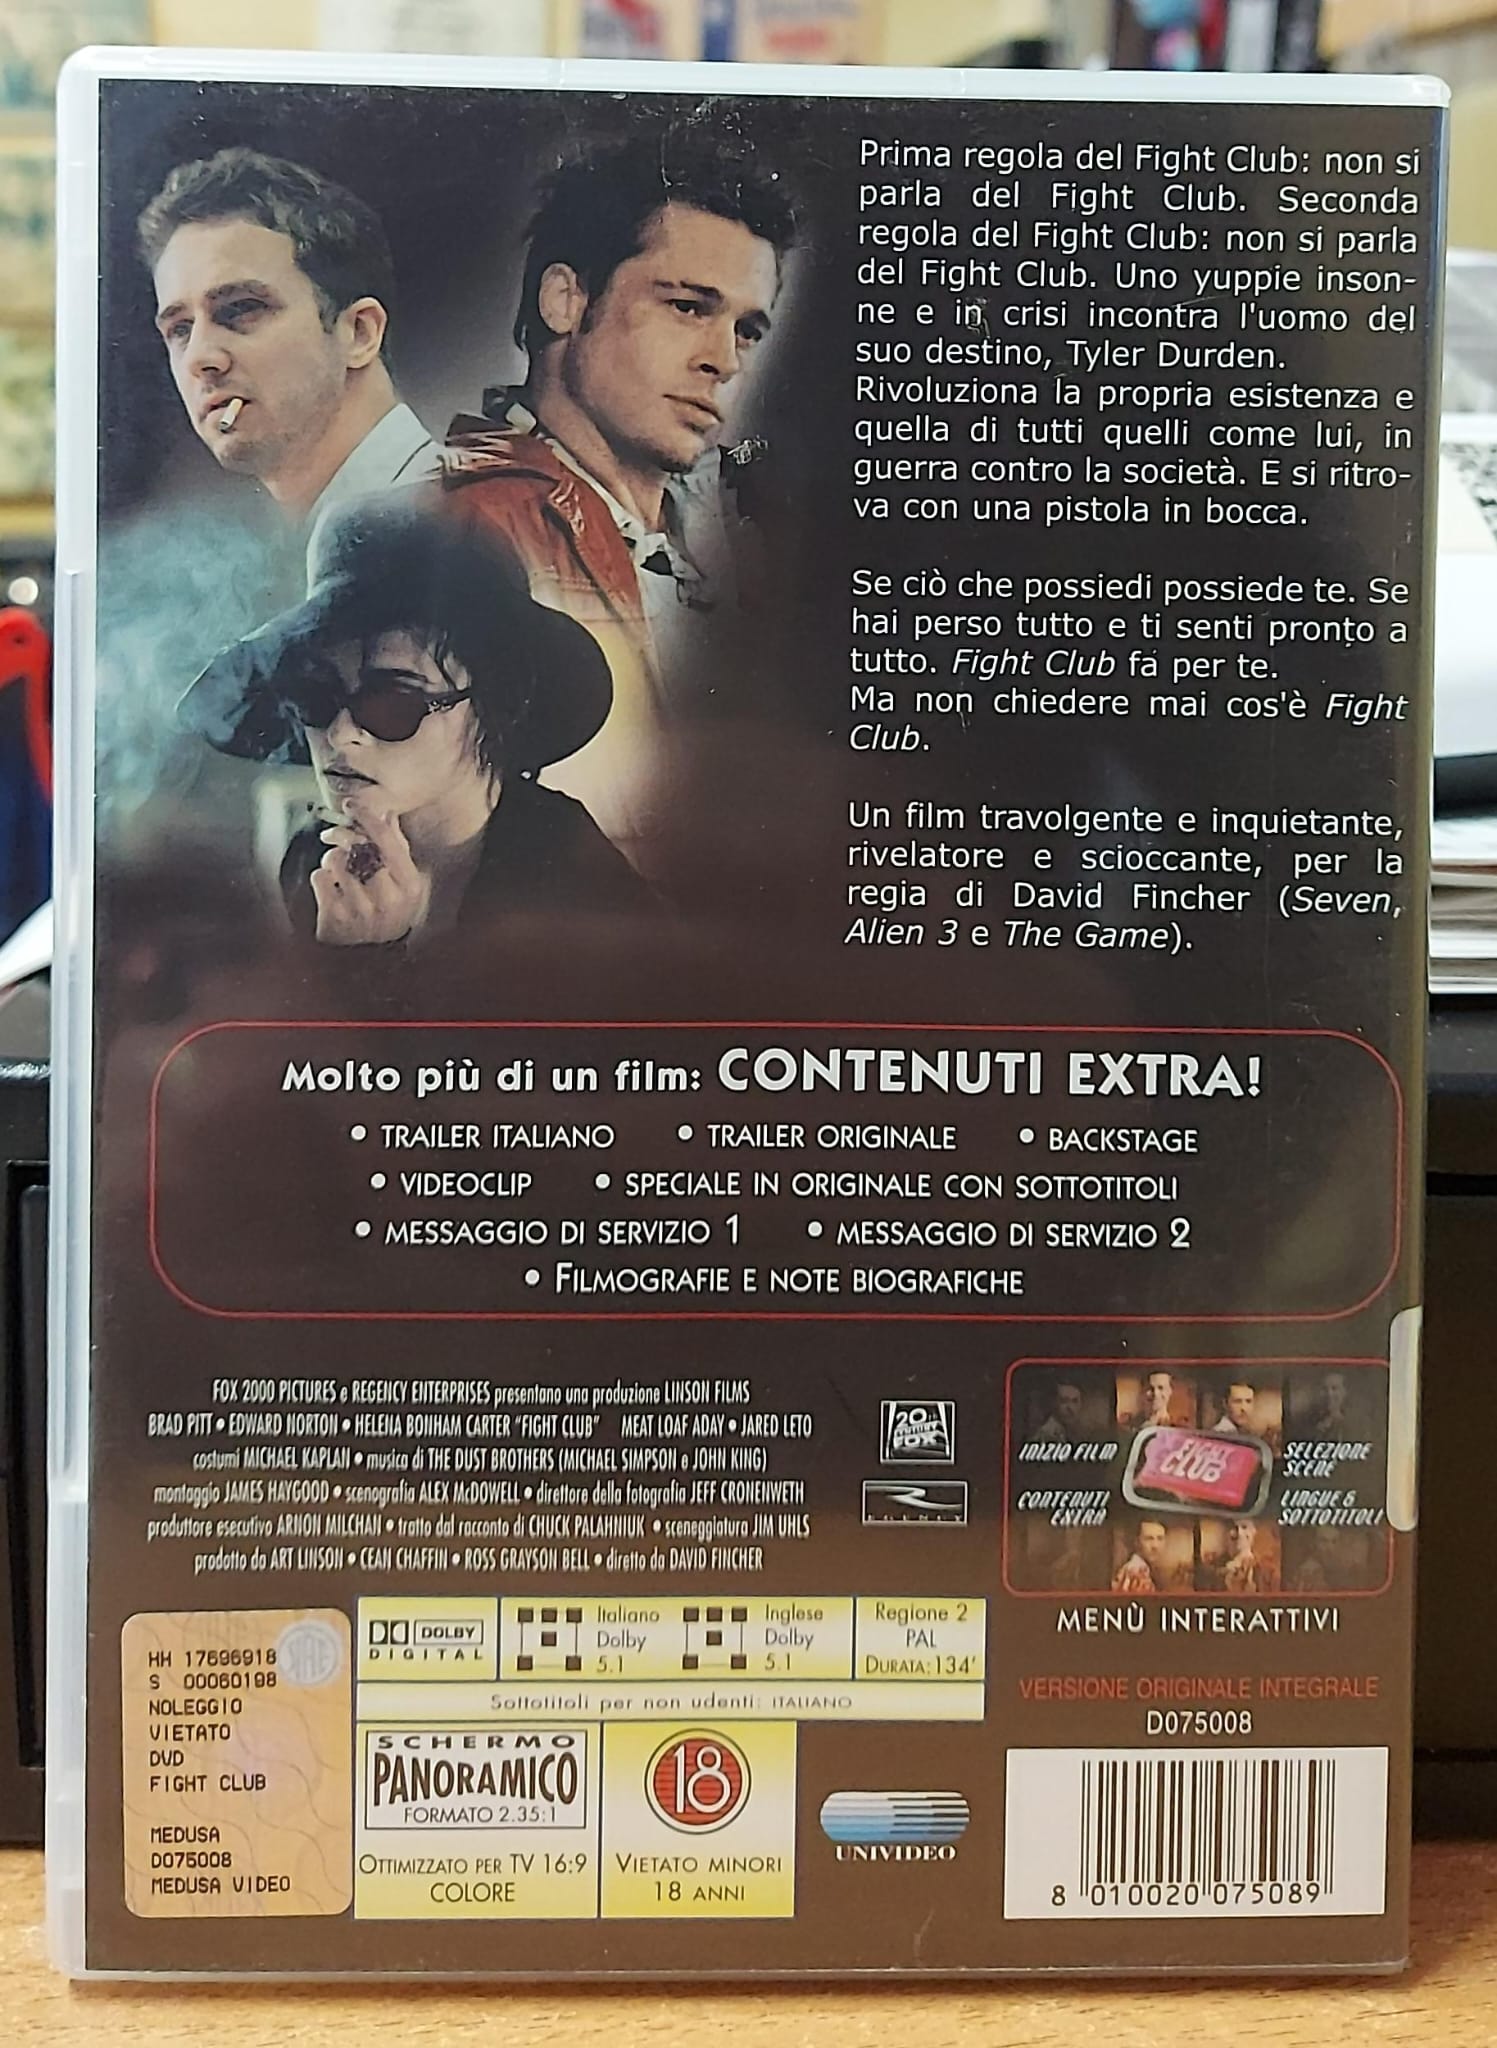 Prima regola del Fight Club: non si
parla del Fight Club. Seconda
regola del Fight Club: non si parla
del Fight Club. Uno yuppie inson-
ne e in crisi incontra l'uomo del
suo destino, Tyler Durden.
Rivoluziona la propria esistenza e
quella di tutti quelli come lui, in
guerra contro la società. E si ritro-
va con una pistola in bocca.
Se ciò che possiedi possiede te. Se
hai perso tutto e ti senti pronto a
tutto. Fight Club fa per te.
Ma non chiedere mai cos'è Fight
Club.
Un film travolgente e inquietante,
rivelatore e scioccante, per la
regia di David Fincher (Seven,
Alien 3 e The Game).
Molto più di un film: CONTENUTI EXTRA!
• TRAILER ITALIANO • TRAILER ORIGINALE • BACKSTAGE
• VIDEOCLIP • SPECIALE IN ORIGINALE CON SOTTOTITOLI
• MESSAGGIO DI SERVIZIO 1 • MESSAGGIO DI SERVIZIO 2
• FILMOGRAFIE E NOTE BIOGRAFICHE
FOX 2000 PICTURES e REGENCY ENTERPRISES presentano una produzione LINSON FILMS
BRAD PITT • EDWARD NORTON • HELENA BONHAM CARTER "FIGHT CLUB" MEAT LOAF ADAY • JARED LETO
costumi MICHAEL KAPLAN • musica di THE DUST BROTHERS (MICHAEL SIMPSON e JOHN KING)
montaggio JAMES HAYGOOD • scenografia ALEX McDOWELL • direttore della fotografia JEFF CRONENWETH
produttore esecutivo ARNON MILCHAN • tratto dal racconto di CHUCK PALAHNIUK • sceneggiatura JIM UHLS
prodotto da ART LINSON • CEAN CHAFFIN • ROSS GRAYSON BELL • diretto da DAVID FINCHER
20th CENTURY FOX
REGENCY
INIZIO FILM
CONTENUTI
EXTRA
FIGHT
CLUB
SELEZIONE
SCENE
LINGUE &
SOTTOTITOLI
MENÙ INTERATTIVI
VERSIONE ORIGINALE INTEGRALE
D075008
HH 17696918
S 00060198
NOLEGGIO
VIETATO
DVD
FIGHT CLUB
MEDUSA
D075008
MEDUSA VIDEO
SIAE
DOLBY
DIGITAL
Italiano
Dolby
5.1
Inglese
Dolby
5.1
Regione 2
PAL
DURATA: 134'
Sottotitoli per non udenti: ITALIANO
SCHERMO
PANORAMICO
FORMATO 2.35:1
OTTIMIZZATO PER TV 16:9
COLORE
18
VIETATO MINORI
18 ANNI
UNIVIDEO
8 010020 075089